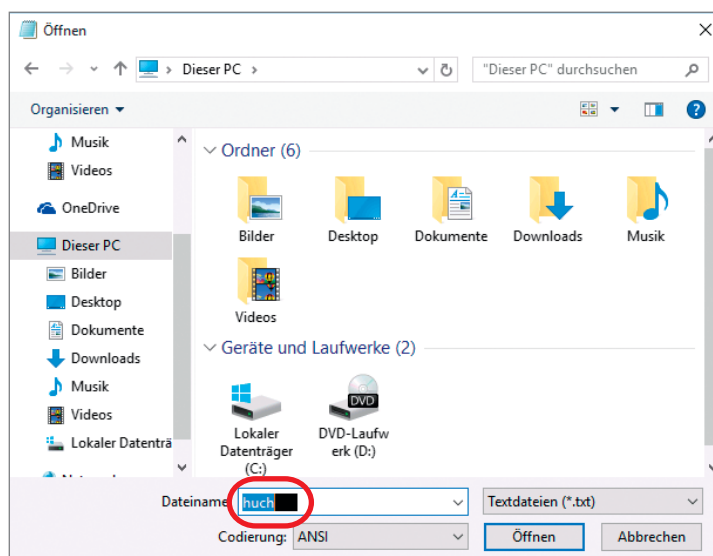 Öffnen
Dieser PC
"Dieser PC" durchsuchen
Organisieren
Musik
Videos
OneDrive
Dieser PC
Bilder
Desktop
Dokumente
Downloads
Musik
Videos
Lokaler Datenträ
Ordner (6)
Bilder
Desktop
Dokumente
Downloads
Musik
Videos
Geräte und Laufwerke (2)
Lokaler
Datenträger
(C:)
DVD
DVD-Laufw
erk (D:)
Dateiname
huch
Textdateien (*.txt)
Codierung:
ANSI
Öffnen
Abbrechen